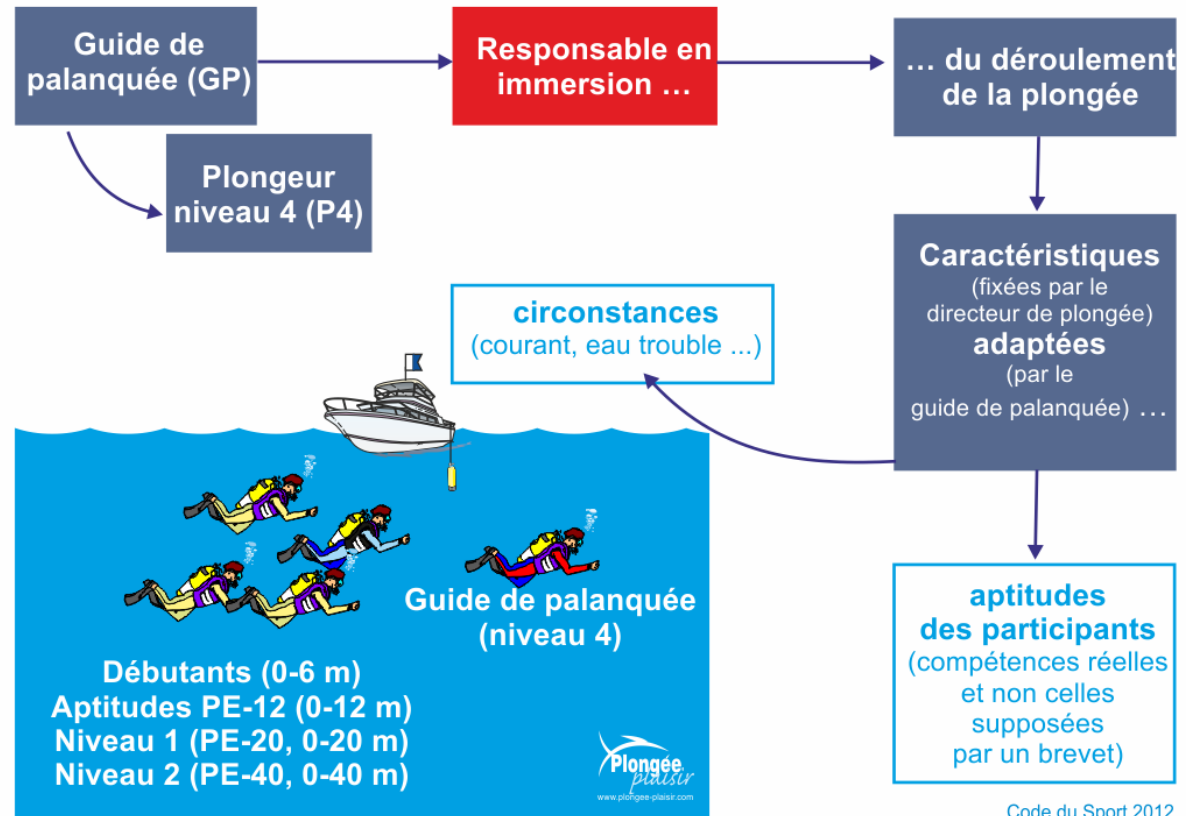 Guide de
palanquée (GP)
Responsable en
immersion …
… du déroulement
de la plongée
Plongeur
niveau 4 (P4)
Caractéristiques
(fixées par le
directeur de plongée)
adaptées
(par le
guide de palanquée) …
circonstances
(courant, eau trouble ...)
Guide de palanquée
(niveau 4)
Débutants (0-6 m)
Aptitudes PE-12 (0-12 m)
Niveau 1 (PE-20, 0-20 m)
Niveau 2 (PE-40, 0-40 m)
Plongée
plaisir
www.plongee-plaisir.com
aptitudes
des participants
(compétences réelles
et non celles
supposées
par un brevet)
Code du Sport 2012